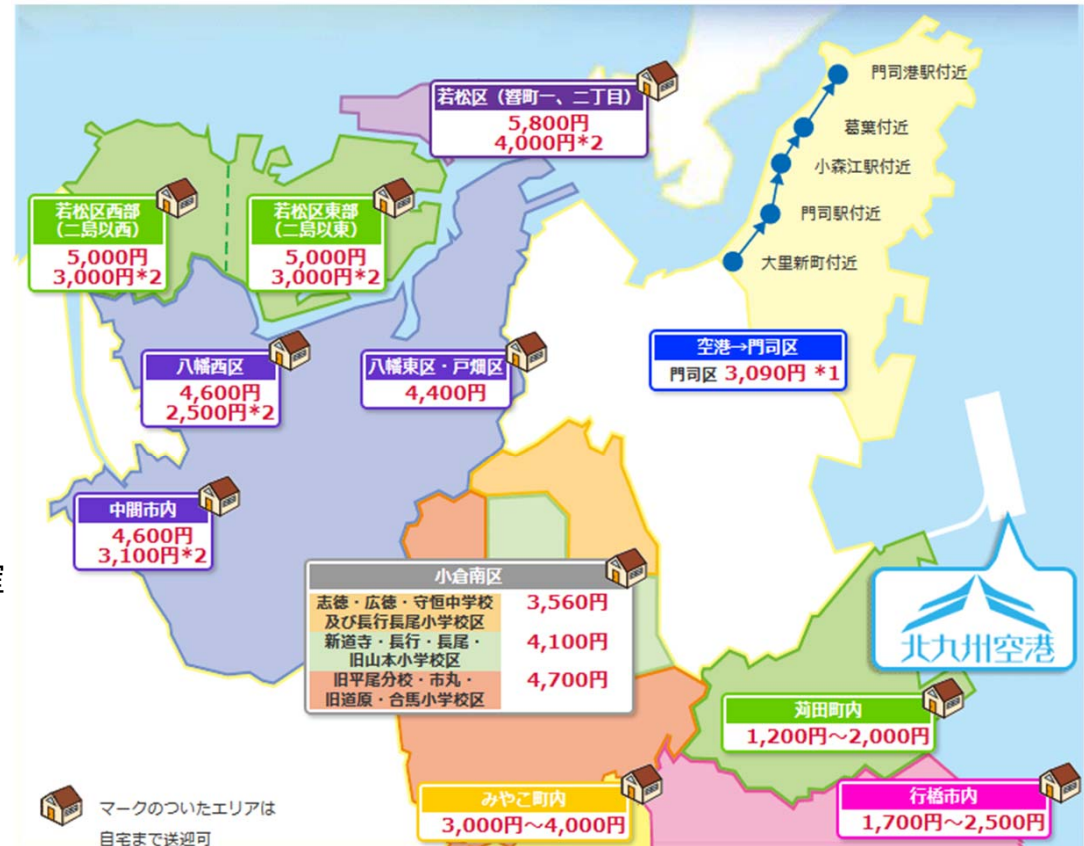 若松区（響町一、二丁目）
5,800円
4,000円*2
門司港駅付近
葛葉付近
小森江駅付近
門司駅付近
大里新町付近
若松区西部
（二島以西）
5,000円
3,000円*2
若松区東部
（二島以東）
5,000円
3,000円*2
空港→門司区
門司区 3,090円 *1
八幡西区
4,600円
2,500円*2
八幡東区・戸畑区
4,400円
中間市内
4,600円
3,100円*2
小倉南区
志徳・広徳・守恒中学校
及び長行長尾小学校区
3,560円
新道寺・長行・長尾・
旧山本小学校区
4,100円
旧平尾分校・市丸・
旧道原・合馬小学校区
4,700円
北九州空港
苅田町内
1,200円～2,000円
みやこ町内
3,000円～4,000円
行橋市内
1,700円～2,500円
マークのついたエリアは
自宅まで送迎可